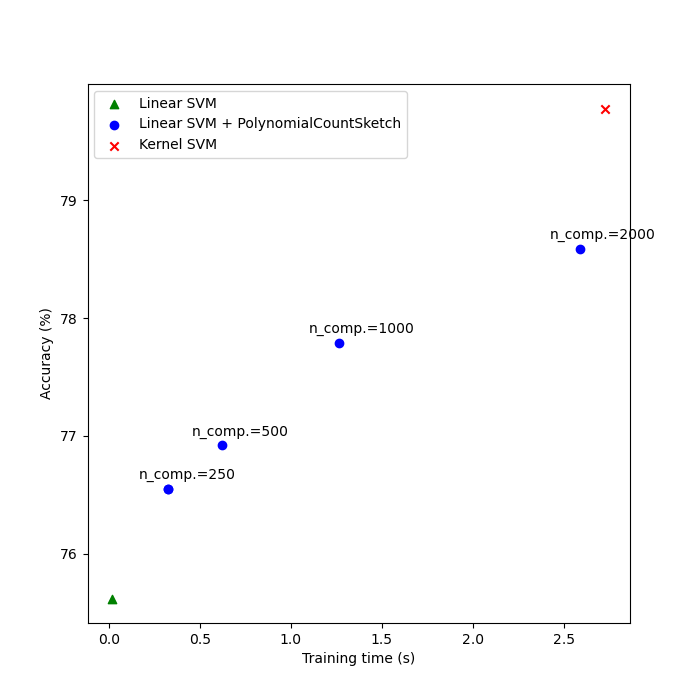 Linear SVM
Linear SVM + PolynomialCountSketch
Kernel SVM
79
n_comp.=2000
78
n_comp.=1000
Accuracy (%)
77
n_comp.=500
n_comp.=250
76
0.0 0.5 1.0 1.5 2.0 2.5
Training time (s)